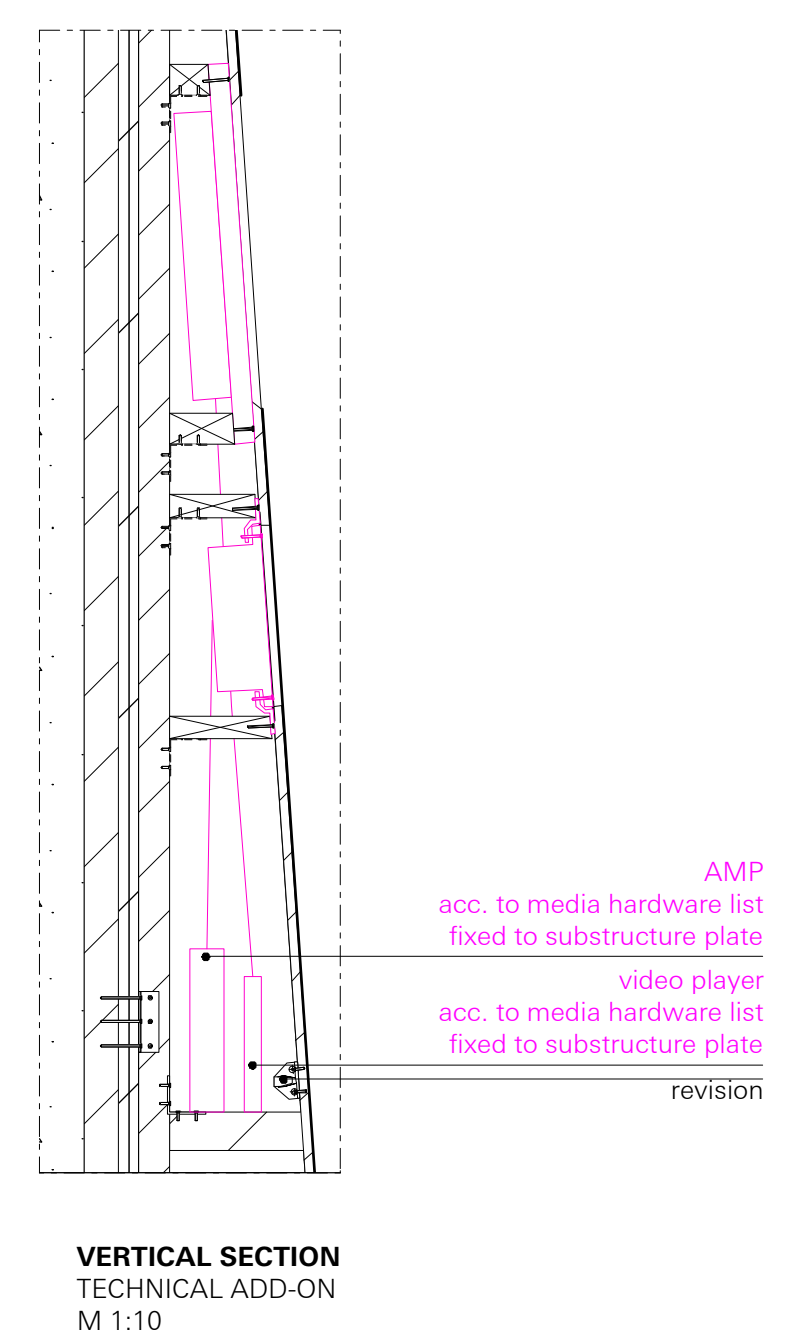 AMP
acc. to media hardware list
fixed to substructure plate
video player
acc. to media hardware list
fixed to substructure plate
revision
VERTICAL SECTION
TECHNICAL ADD-ON
M 1:10